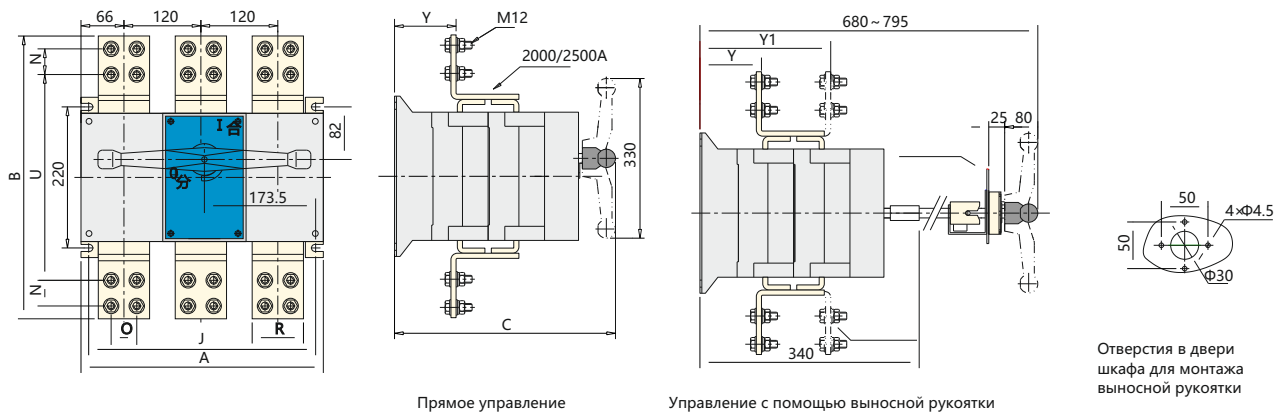 66
120
120
N
B
U
220
I 合
0 分
82
173.5
N
O
J
R
A
Y
M12
2000/2500A
330
C
Прямое управление
680~795
Y1
Y
25
80
340
Управление с помощью выносной рукоятки
50
4×Φ4.5
50
Φ30
Отверстия в двери
шкафа для монтажа
выносной рукоятки